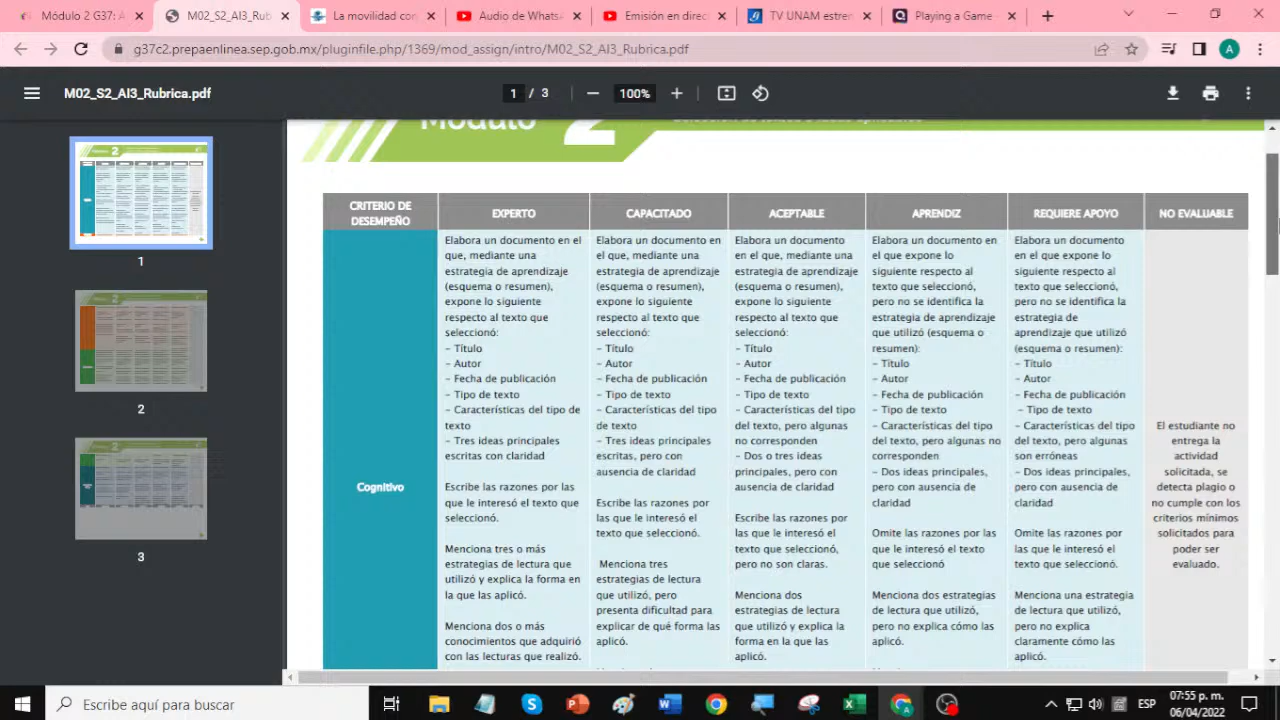 Módulo 2 G37: A
M02_S2_AI3_Rub
La movilidad con
Audio de Whats
Emisión en direc
TV UNAM estren
Playing a Game
g37c2.prepaenlinea.sep.gob.mx/pluginfile.php/1369/mod_assign/intro/M02_S2_AI3_Rubrica.pdf
A
M02_S2_AI3_Rubrica.pdf
1 / 3
100%
Módulo 2
1
2
3
CRITERIO DE
DESEMPEÑO
EXPERTO
CAPACITADO
ACEPTABLE
APRENDIZ
REQUIERE APOYO
NO EVALUABLE
Cognitivo
Elabora un documento en el
que, mediante una
estrategia de aprendizaje
(esquema o resumen),
expone lo siguiente
respecto al texto que
seleccionó:
- Título
- Autor
- Fecha de publicación
- Tipo de texto
- Características del tipo de
texto
- Tres ideas principales
escritas con claridad
Escribe las razones por las
que le interesó el texto que
seleccionó.
Menciona tres o más
estrategias de lectura que
utilizó y explica la forma en
la que las aplicó.
Menciona dos o más
conocimientos que adquirió
con las lecturas que realizó.
Elabora un documento en
el que, mediante una
estrategia de aprendizaje
(esquema o resumen),
expone lo siguiente
respecto al texto que
seleccionó:
- Título
- Autor
- Fecha de publicación
- Tipo de texto
- Características del tipo
de texto
- Tres ideas principales
escritas, pero con
ausencia de claridad
Escribe las razones por
las que le interesó el
texto que seleccionó.
Menciona tres
estrategias de lectura
que utilizó, pero
presenta dificultad para
explicar de qué forma las
aplicó.
Elabora un documento
en el que, mediante una
estrategia de aprendizaje
(esquema o resumen),
expone lo siguiente
respecto al texto que
seleccionó:
- Título
- Autor
- Fecha de publicación
- Tipo de texto
- Características del tipo
del texto, pero algunas
no corresponden
- Dos o tres ideas
principales, pero con
ausencia de claridad
Escribe las razones por
las que le interesó el
texto que seleccionó,
pero no son claras.
Menciona dos
estrategias de lectura
que utilizó y explica la
forma en la que las
aplicó.
Elabora un documento en
el que expone lo
siguiente respecto al
texto que seleccionó,
pero no se identifica la
estrategia de aprendizaje
que utilizó (esquema o
resumen):
- Título
- Autor
- Fecha de publicación
- Tipo de texto
- Características del tipo
del texto, pero algunas no
corresponden
- Dos ideas principales,
pero con ausencia de
claridad
Omite las razones por las
que le interesó el texto
que seleccionó
Menciona dos estrategias
de lectura que utilizó,
pero no explica cómo las
aplicó.
Elabora un documento
en el que expone lo
siguiente respecto al
texto que seleccionó,
pero no se identifica la
estrategia de
aprendizaje que utilizó
(esquema o resumen):
- Título
- Autor
- Fecha de publicación
- Tipo de texto
- Características del tipo
del texto, pero algunas
son erróneas
- Dos ideas principales,
pero con ausencia de
claridad
Omite las razones por
las que le interesó el
texto que seleccionó.
Menciona una estrategia
de lectura que utilizó,
pero no explica
claramente cómo las
aplicó.
El estudiante no
entrega la
actividad
solicitada, se
detecta plagio o
no cumple con los
criterios mínimos
solicitados para
poder ser
evaluado.
Escribe aquí para buscar
ESP
07:55 p. m.
06/04/2022